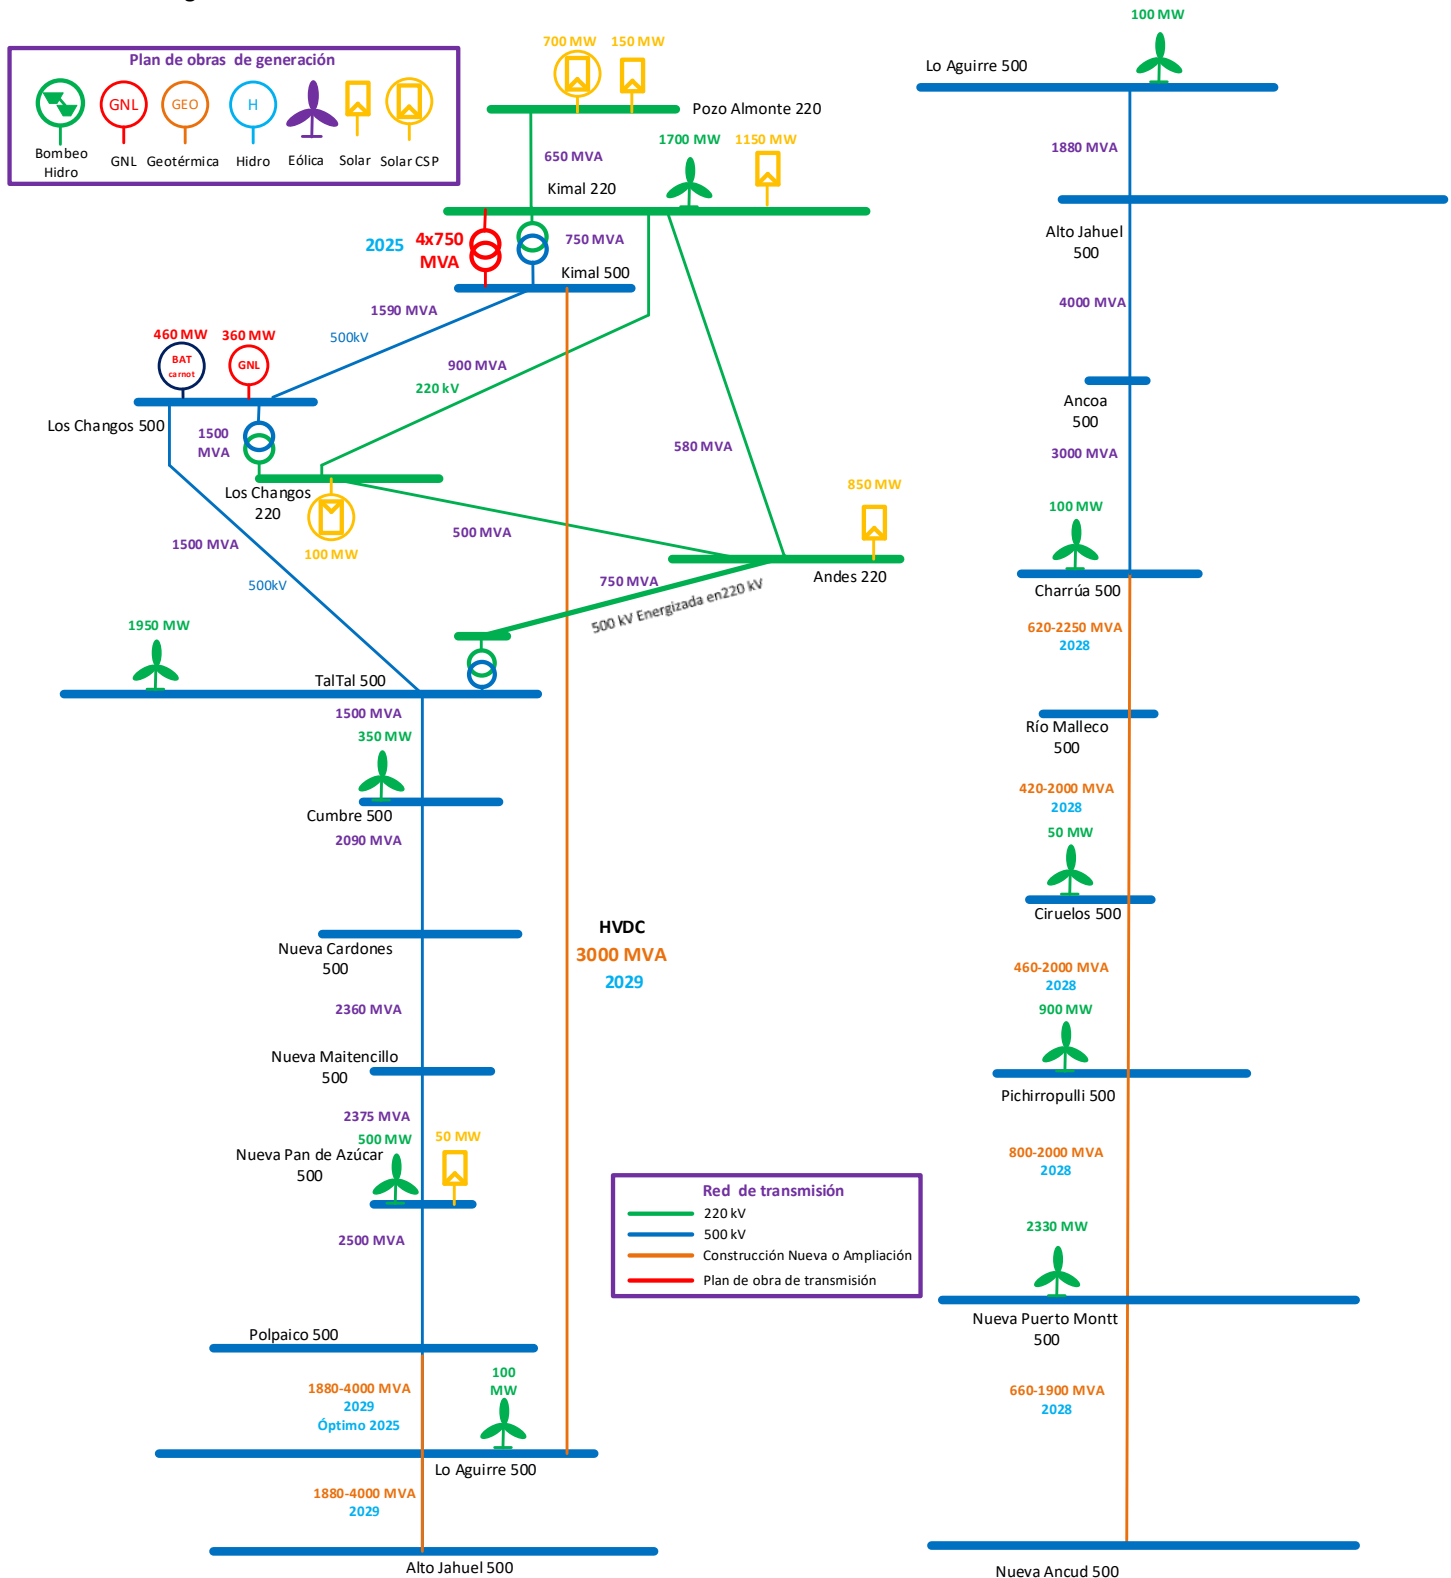 Plan de obras de generación
GNL
GEO
H
Bombeo
Hidro
GNL
Geotérmica
Hidro
Eólica
Solar
Solar CSP
700 MW
150 MW
Pozo Almonte 220
650 MVA
Kimal 220
1700 MW
1150 MW
2025
4x750
MVA
750 MVA
Kimal 500
1590 MVA
500kV
460 MW
360 MW
BAT
carnot
GNL
900 MVA
220 kV
Los Changos 500
1500
MVA
580 MVA
Los Changos
220
100 MW
500 MVA
850 MW
Andes 220
1500 MVA
500kV
750 MVA
500 kV Energizada en220 kV
1950 MW
TalTal 500
1500 MVA
350 MW
Cumbre 500
2090 MVA
Nueva Cardones
500
HVDC
3000 MVA
2029
2360 MVA
Nueva Maitencillo
500
2375 MVA
500 MW
50 MW
Nueva Pan de Azúcar
500
2500 MVA
Polpaico 500
1880-4000 MVA
2029
Óptimo 2025
100
MW
Lo Aguirre 500
1880-4000 MVA
2029
Alto Jahuel 500
Red de transmisión
220 kV
500 kV
Construcción Nueva o Ampliación
Plan de obra de transmisión
100 MW
Lo Aguirre 500
1880 MVA
Alto Jahuel
500
4000 MVA
Ancoa
500
3000 MVA
100 MW
Charrúa 500
620-2250 MVA
2028
Río Malleco
500
420-2000 MVA
2028
50 MW
Ciruelos 500
460-2000 MVA
2028
900 MW
Pichirropulli 500
800-2000 MVA
2028
2330 MW
Nueva Puerto Montt
500
660-1900 MVA
2028
Nueva Ancud 500